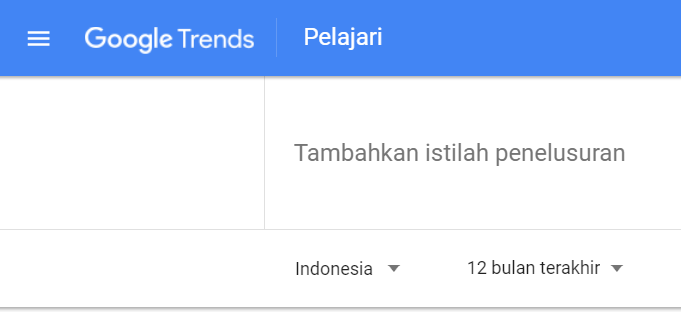 Google Trends Pelajari
Tambahkan istilah penelusuran
Indonesia 12 bulan terakhir